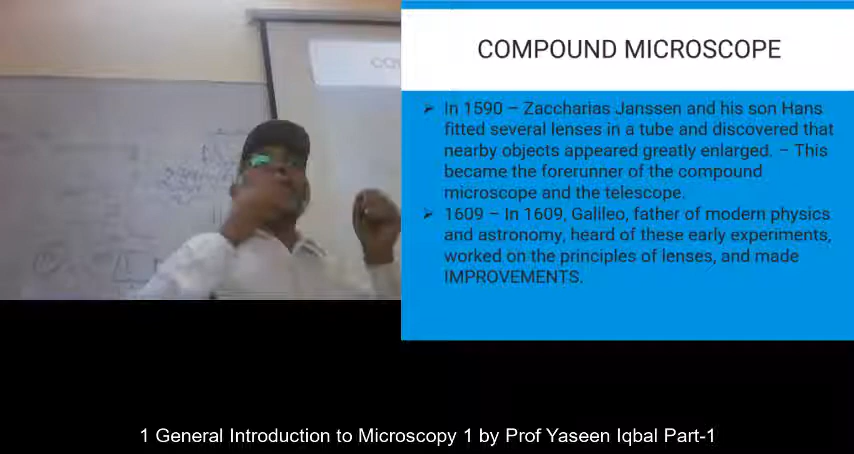 COMPOUND MICROSCOPE
➢ In 1590 – Zaccharias Janssen and his son Hans
fitted several lenses in a tube and discovered that
nearby objects appeared greatly enlarged. – This
became the forerunner of the compound
microscope and the telescope.
➢ 1609 – In 1609, Galileo, father of modern physics
and astronomy, heard of these early experiments,
worked on the principles of lenses, and made
IMPROVEMENTS.
1 General Introduction to Microscopy 1 by Prof Yaseen Iqbal Part-1